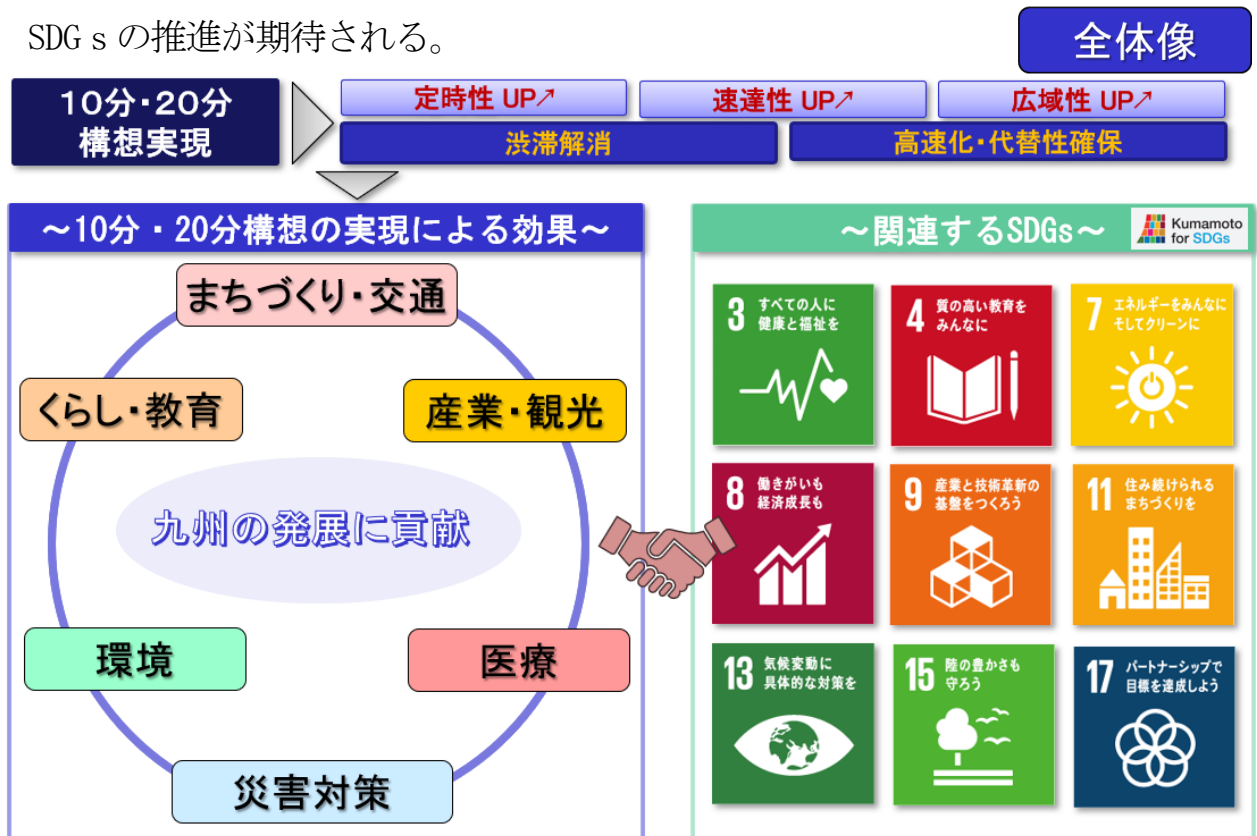 SDGｓの推進が期待される。
全体像
10分・20分
構想実現
定時性 UP↗
速達性 UP↗
広域性 UP↗
渋滞解消
高速化・代替性確保
～10分・20分構想の実現による効果～
まちづくり・交通
くらし・教育
産業・観光
九州の発展に貢献
環境
医療
災害対策
～関連するSDGs～
Kumamoto
for SDGs
3 すべての人に
健康と福祉を
4 質の高い教育を
みんなに
7 エネルギーをみんなに
そしてクリーンに
8 働きがいも
経済成長も
9 産業と技術革新の
基盤をつくろう
11 住み続けられる
まちづくりを
13 気候変動に
具体的な対策を
15 陸の豊かさも
守ろう
17 パートナーシップで
目標を達成しよう